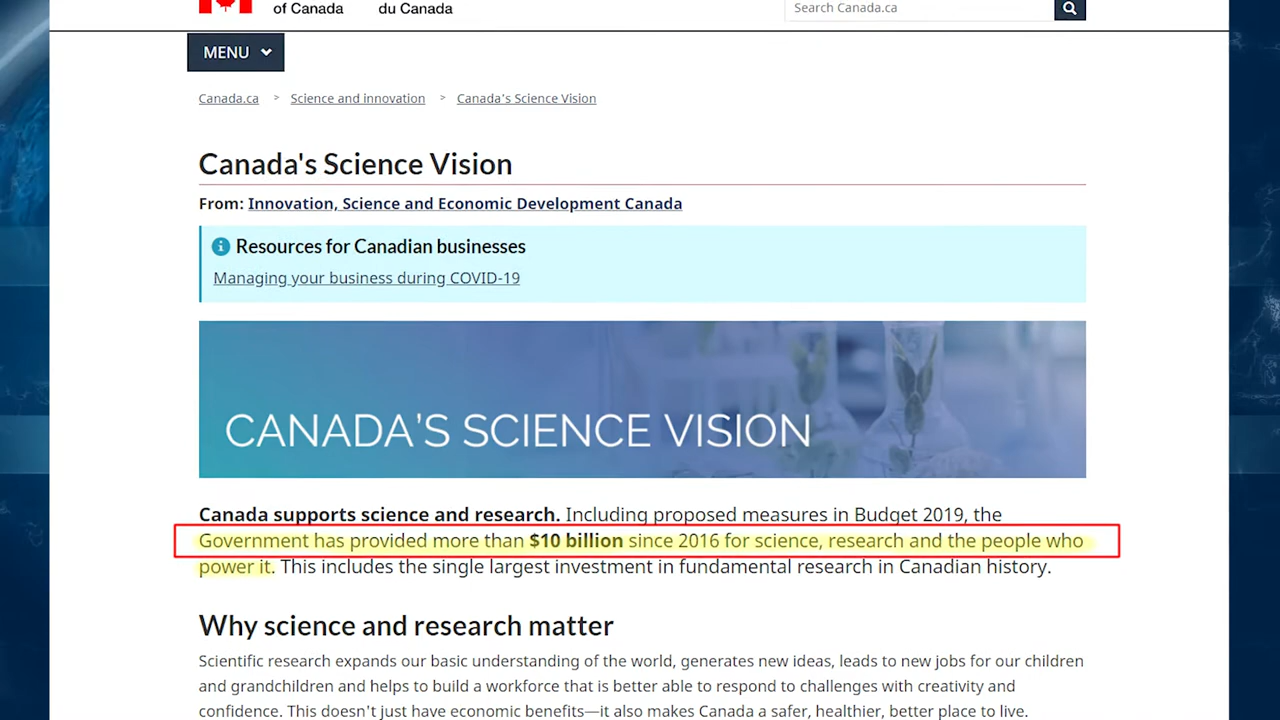 of Canada du Canada
Search Canada.ca
MENU
Canada.ca > Science and innovation > Canada's Science Vision
Canada's Science Vision
From: Innovation, Science and Economic Development Canada
Resources for Canadian businesses
Managing your business during COVID-19
CANADA'S SCIENCE VISION
Canada supports science and research. Including proposed measures in Budget 2019, the
Government has provided more than $10 billion since 2016 for science, research and the people who
power it. This includes the single largest investment in fundamental research in Canadian history.
Why science and research matter
Scientific research expands our basic understanding of the world, generates new ideas, leads to new jobs for our children
and grandchildren and helps to build a workforce that is better able to respond to challenges with creativity and
confidence. This doesn't just have economic benefits—it also makes Canada a safer, healthier, better place to live.